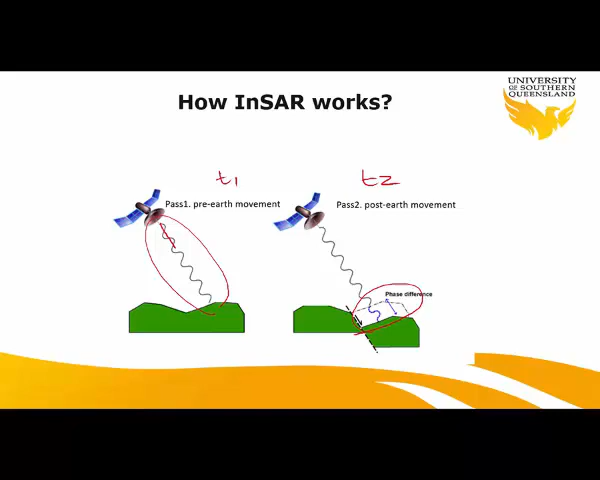 UNIVERSITY
OF SOUTHERN
QUEENSLAND
How InSAR works?
t1
t2
Pass1. pre-earth movement
Pass2. post-earth movement
Phase difference